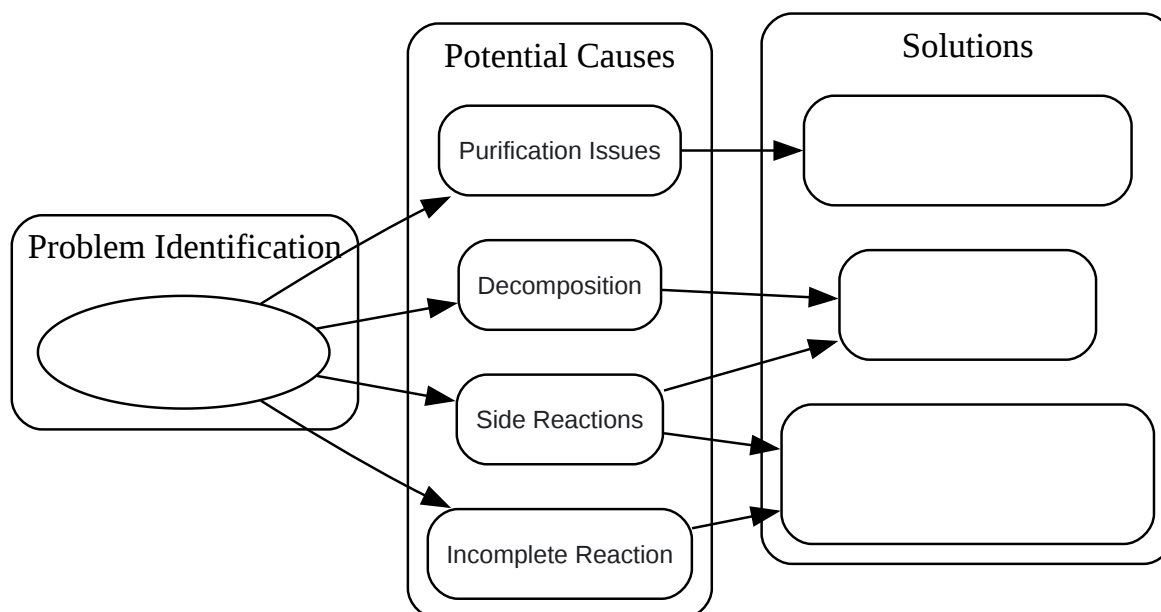 Problem Identification
Potential Causes
Purification Issues
Decomposition
Side Reactions
Incomplete Reaction
Solutions